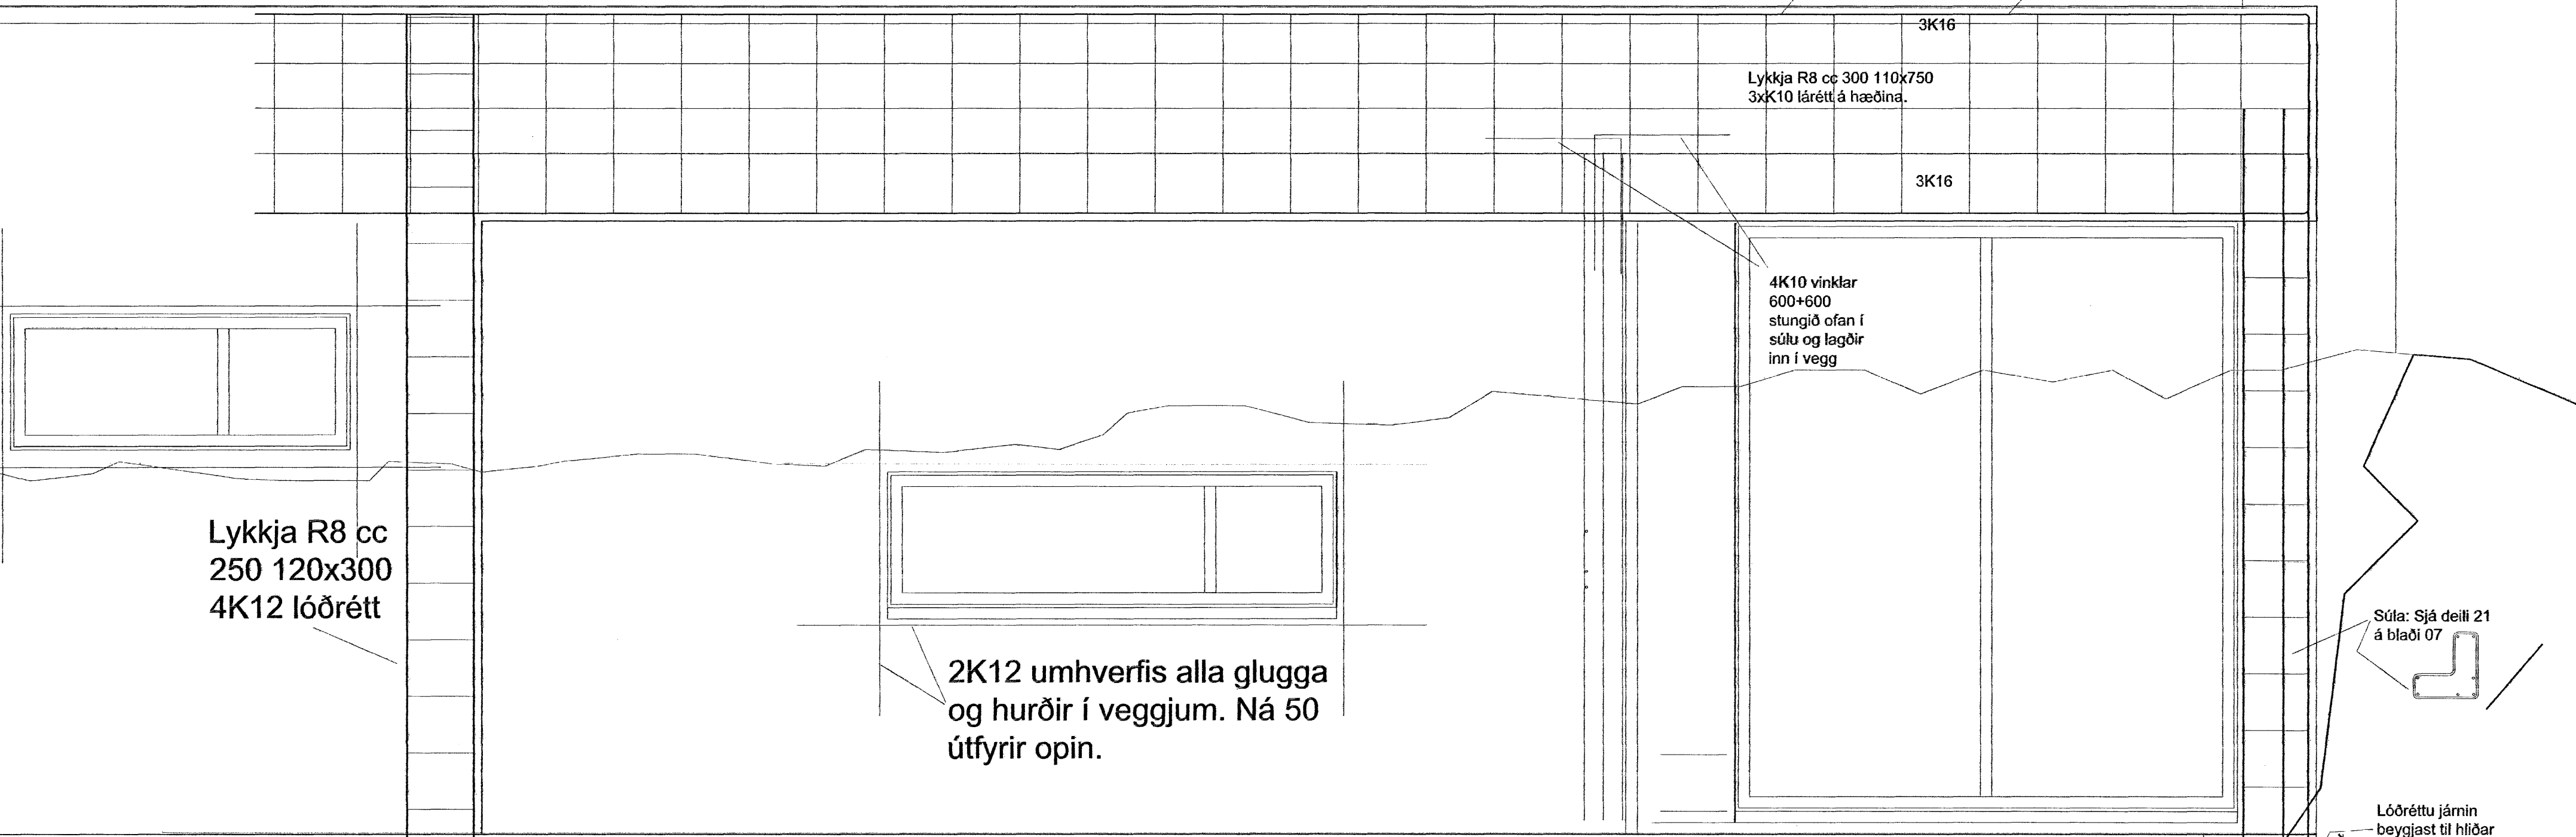 3K16
Lykkja R8 cc 300 110x750
3xK10 lárétt á hæðina.
3K16
4K10 vinklar
600+600
stungið ofan í
súlu og lagðir
inn í vegg
Lykkja R8 cc
250 120x300
4K12 lóðrétt
2K12 umhverfis alla glugga
og hurðir í veggjum. Ná 50
útfyrir opin.
Súla: Sjá deili 21
á blaði 07
Lóðréttu járnin
beygjast til hliðar